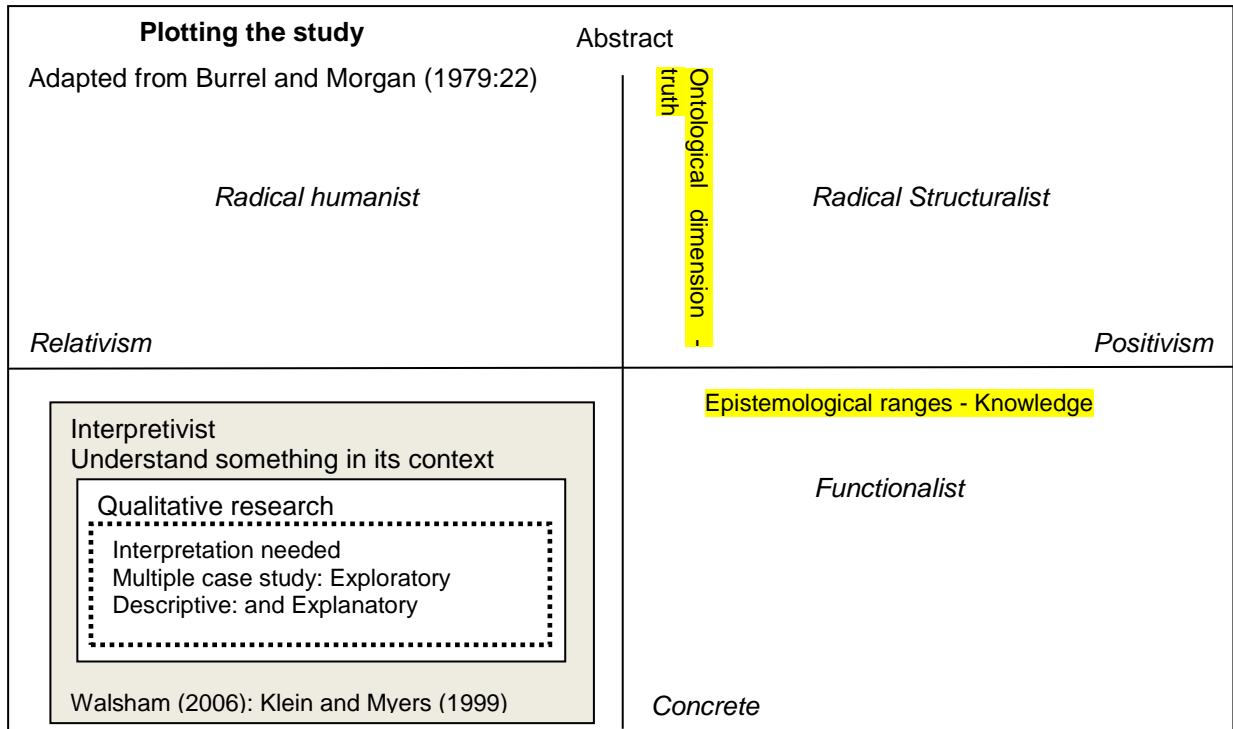 Plotting the study
Abstract
Adapted from Burrel and Morgan (1979:22)
Ontological dimension -
truth
Radical humanist
Radical Structuralist
Relativism
Positivism
Interpretivist
Understand something in its context
Qualitative research
Interpretation needed
Multiple case study: Exploratory
Descriptive: and Explanatory
Walsham (2006): Klein and Myers (1999)
Epistemological ranges - Knowledge
Functionalist
Concrete